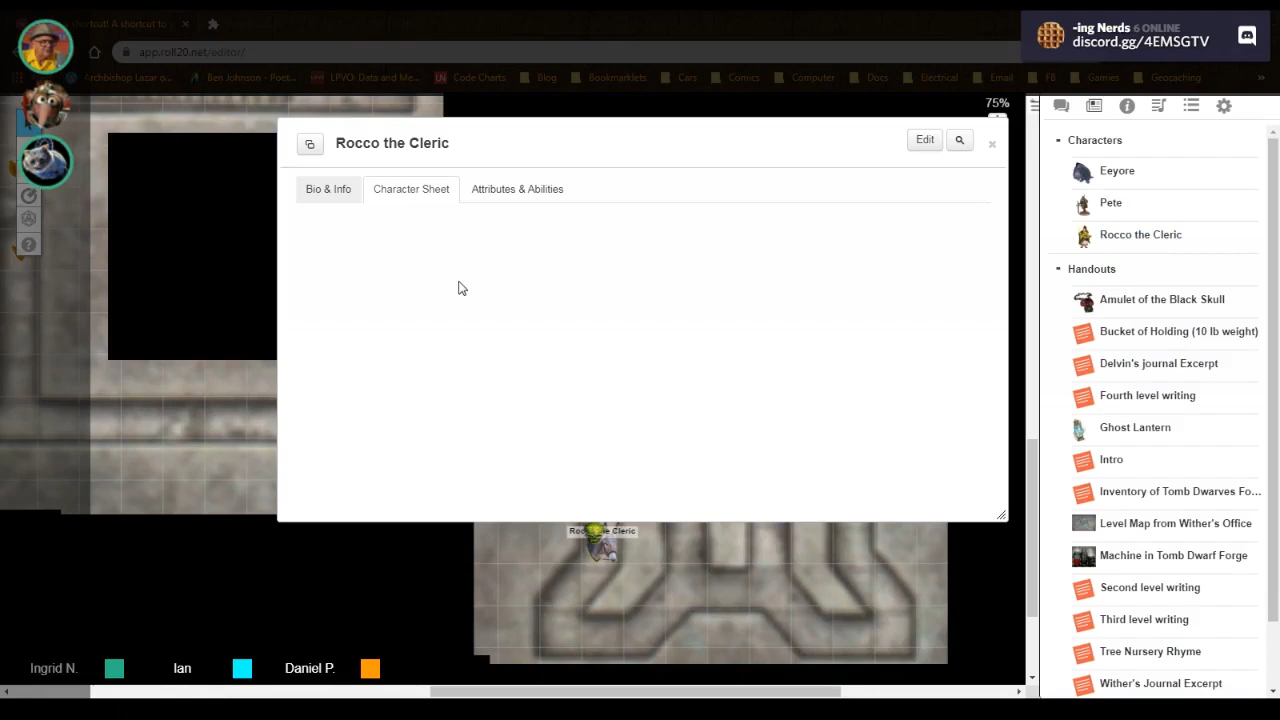 shortcut! A shortcut to
-ing Nerds 6 ONLINE
discord.gg/4EMSGTV
app.roll20.net/editor/
Archbishop Lazar o...
Ben Johnson - Poet...
LPVO: Data and Me...
LN
Code Charts
Blog
Bookmarklets
Cars
Comics
Computer
Docs
Electrical
Email
FB
Games
Geocaching
»
75%
Rocco the Cleric
Edit
Bio & Info
Character Sheet
Attributes & Abilities
Characters
Eeyore
Pete
Rocco the Cleric
Handouts
Amulet of the Black Skull
Bucket of Holding (10 lb weight)
Delvin's journal Excerpt
Fourth level writing
Ghost Lantern
Intro
Inventory of Tomb Dwarves Fo...
Level Map from Wither's Office
Machine in Tomb Dwarf Forge
Second level writing
Third level writing
Tree Nursery Rhyme
Wither's Journal Excerpt
Rocco the Cleric
Ingrid N.
Ian
Daniel P.